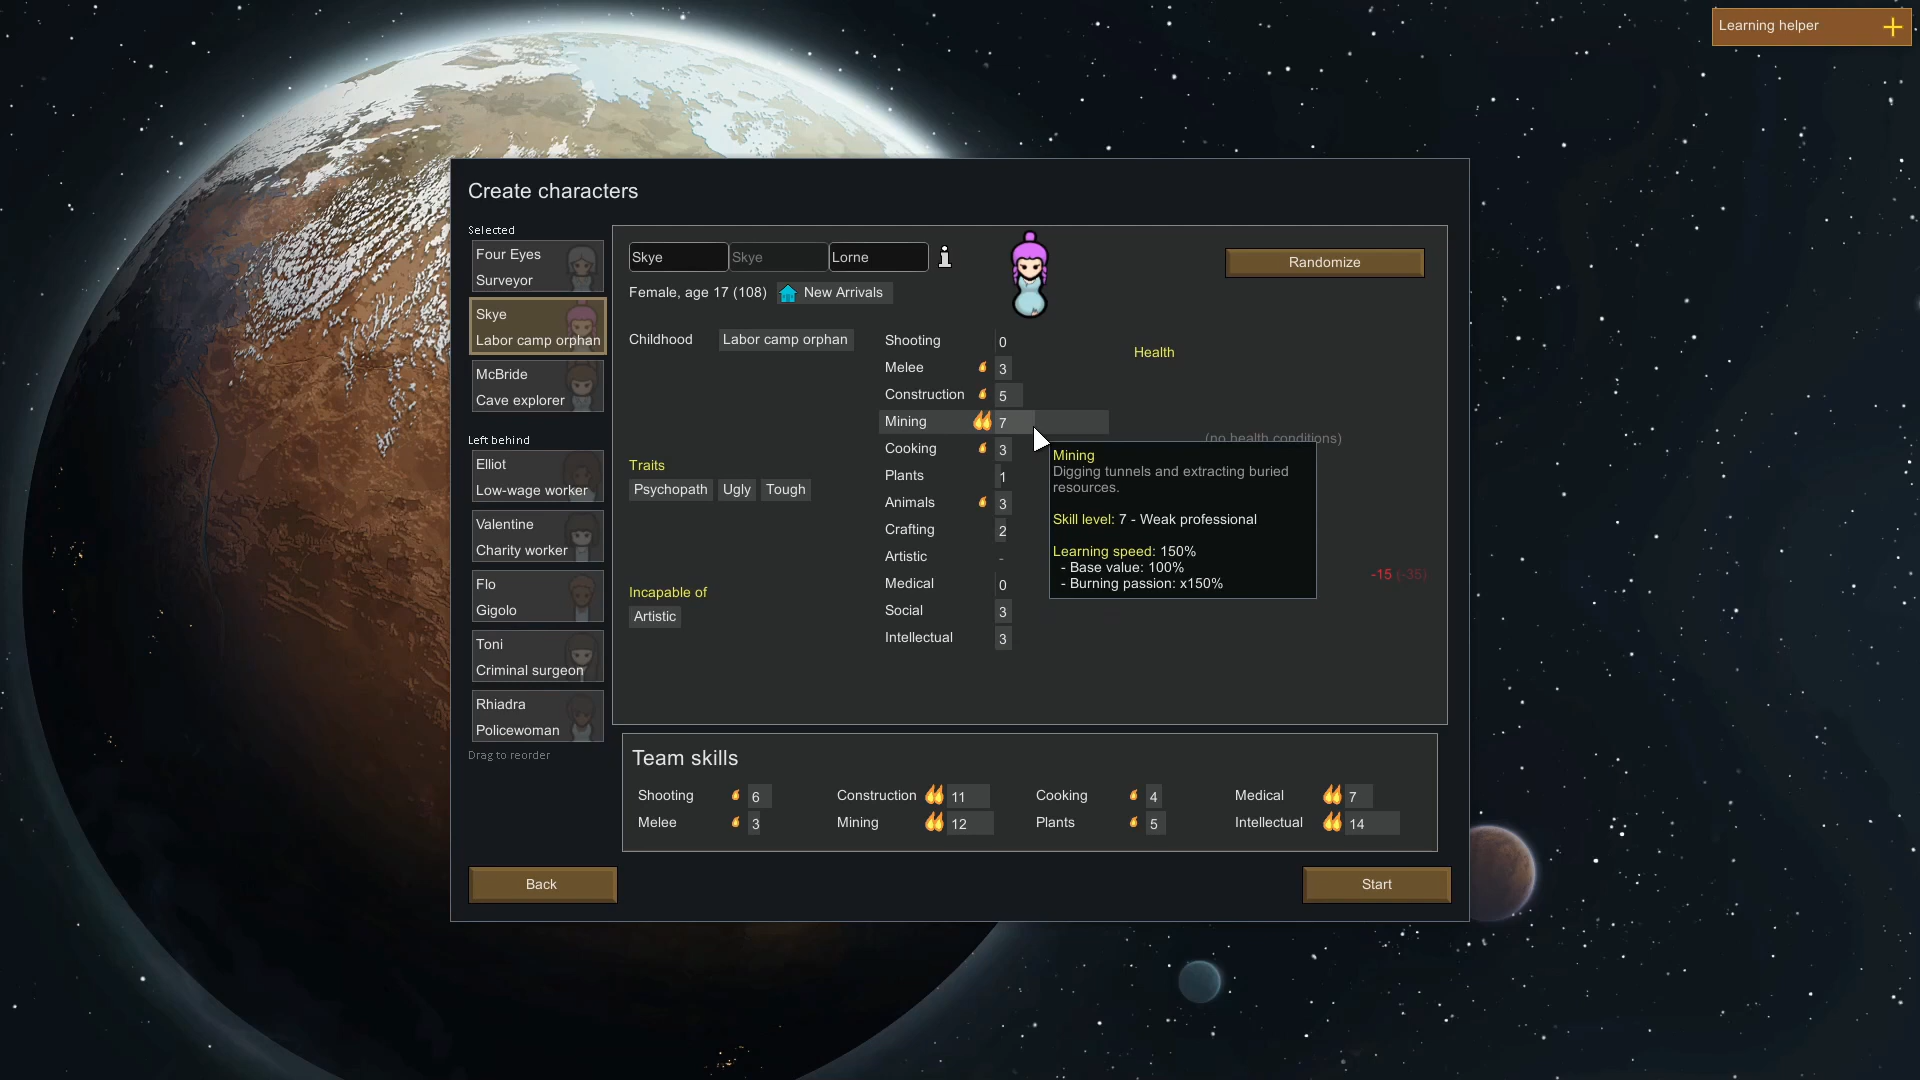 Learning helper
Create characters
Selected
Four Eyes
Surveyor
Skye
Labor camp orphan
McBride
Cave explorer
Left behind
Elliot
Low-wage worker
Valentine
Charity worker
Flo
Gigolo
Toni
Criminal surgeon
Rhiadra
Policewoman
Drag to reorder
Skye Skye Lorne
Randomize
Female, age 17 (108) New Arrivals
Childhood Labor camp orphan
Traits
Psychopath Ugly Tough
Incapable of
Artistic
Shooting 0
Melee 3
Construction 5
Mining 7
Cooking 3
Plants 1
Animals 3
Crafting 2
Artistic -
Medical 0
Social 3
Intellectual 3
Health
(no health conditions)
Mining
Digging tunnels and extracting buried
resources.
Skill level: 7 - Weak professional
Learning speed: 150%
- Base value: 100%
- Burning passion: x150%
-15 (-35)
Team skills
Shooting 6 Construction 11 Cooking 4 Medical 7
Melee 3 Mining 12 Plants 5 Intellectual 14
Back
Start